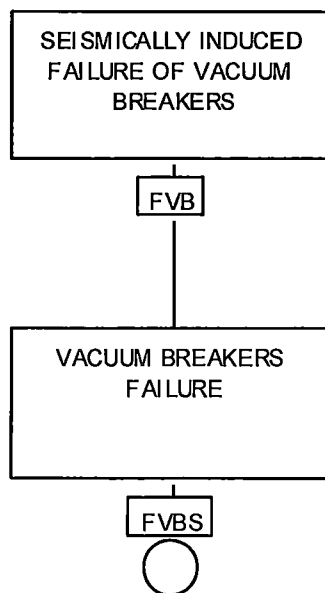 SEISMICALLY INDUCED
FAILURE OF VACUUM
BREAKERS
FVB
VACUUM BREAKERS
FAILURE
FVBS